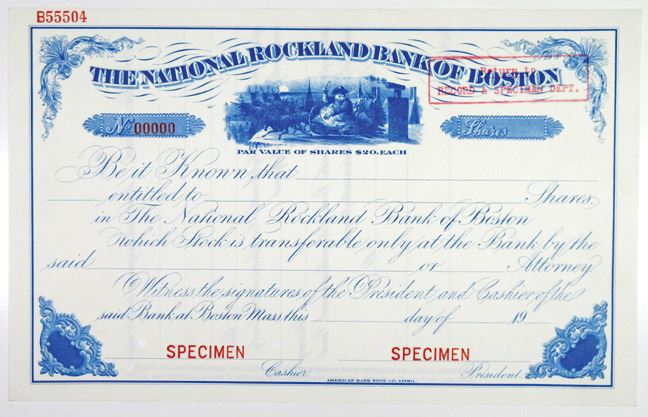 B55504
THE NATIONAL ROCKLAND BANK OF BOSTON
RETURN TO
RECORD & SPECIMEN DEPT.
No. 00000
Shares
PAR VALUE OF SHARES $20. EACH
Be it Known, that
entitled to Shares
in The National Rockland Bank of Boston
which Stock is transferable only at the Bank by the
said or Attorney
Witness the signatures of the President and Cashier of the
said Bank at Boston Mass. this day of 19
SPECIMEN SPECIMEN
Cashier. President.
AMERICAN BANK NOTE CO. LITHO.